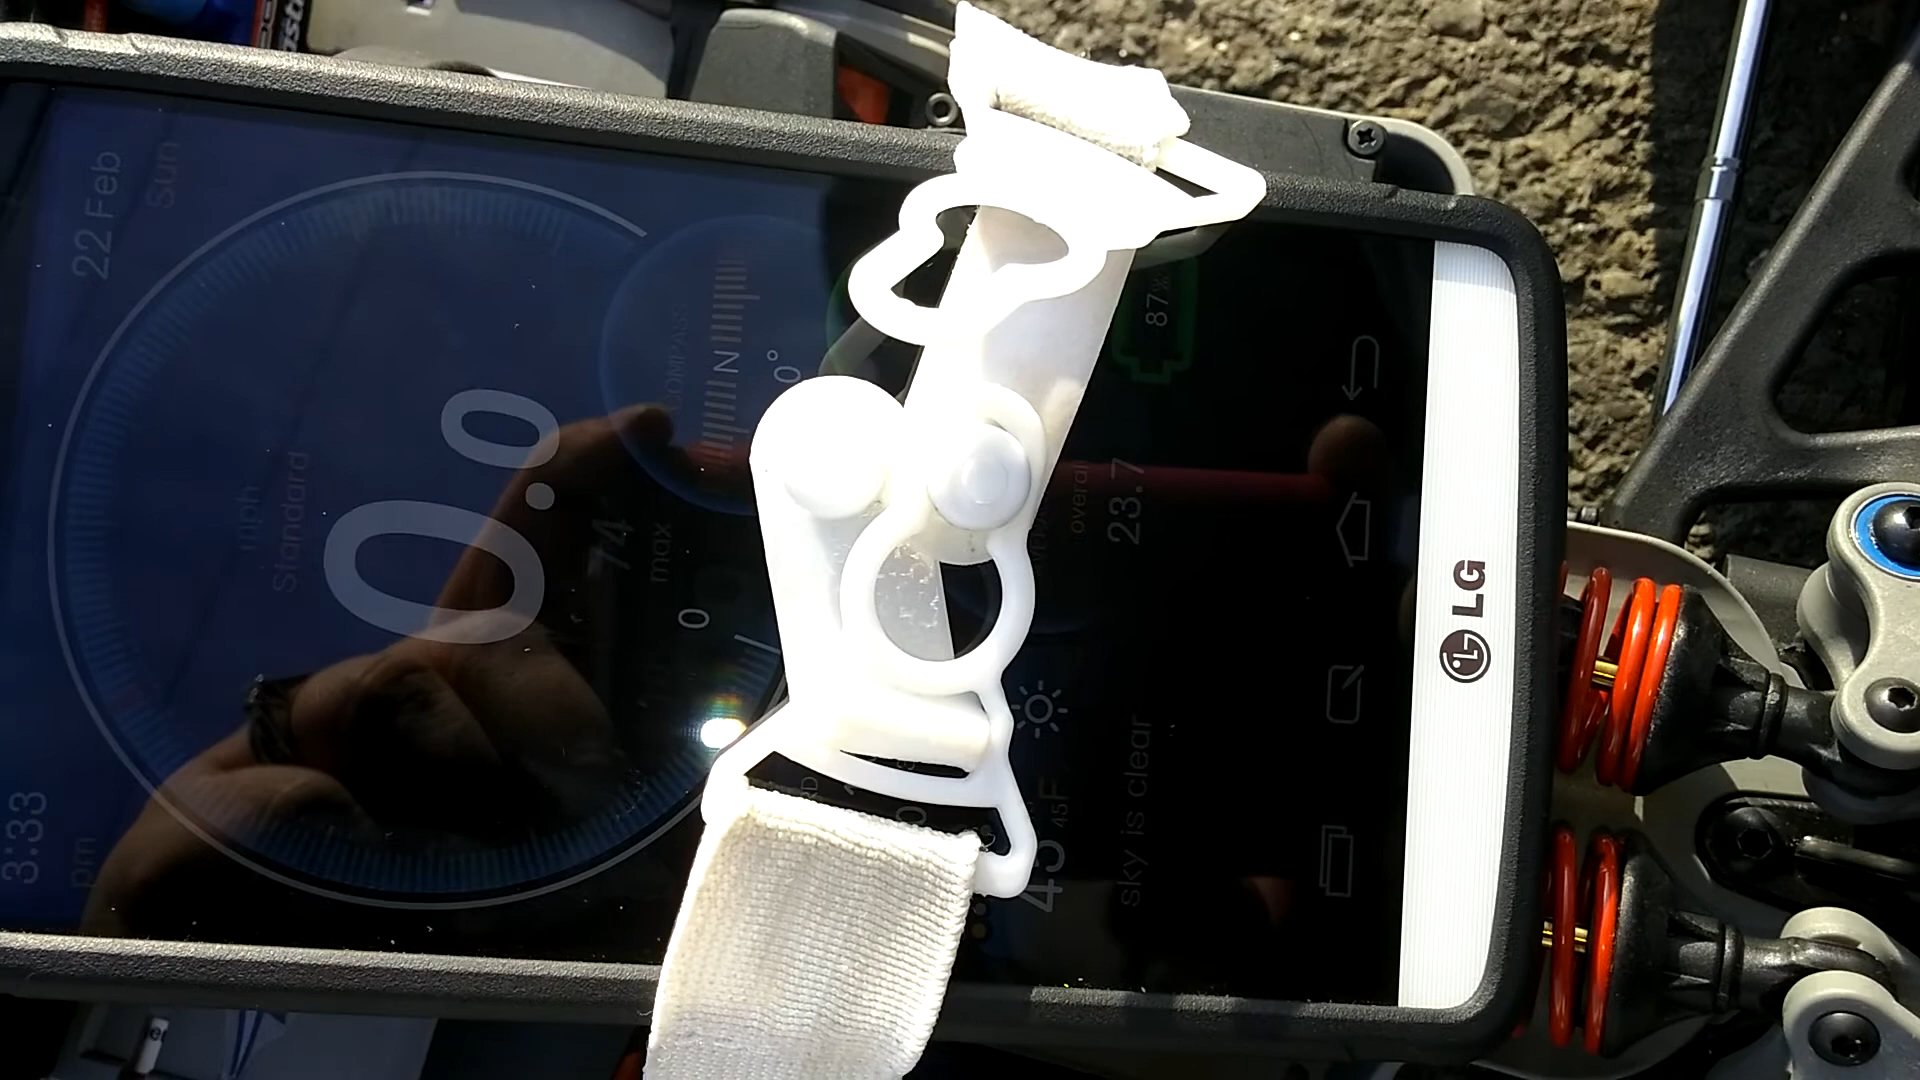 3:33
pm
22 Feb
Sun
mph
Standard
0.0
74
max
0
COMPASS
N
0°
87%
overall
23.7
45°F
sky is clear
LG